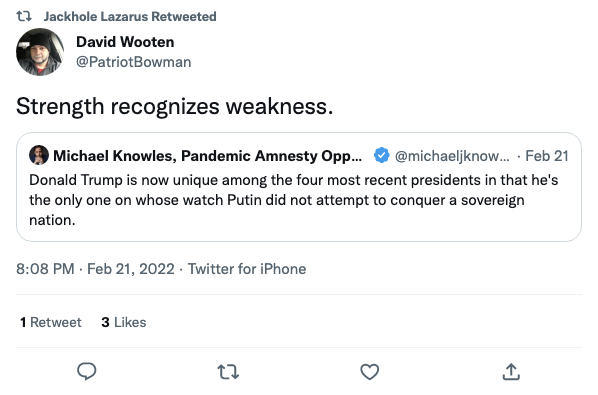 Jackhole Lazarus Retweeted
David Wooten
@PatriotBowman
Strength recognizes weakness.
Michael Knowles, Pandemic Amnesty Opp... @michaeljknow... · Feb 21
Donald Trump is now unique among the four most recent presidents in that he's
the only one on whose watch Putin did not attempt to conquer a sovereign
nation.
8:08 PM · Feb 21, 2022 · Twitter for iPhone
1 Retweet 3 Likes